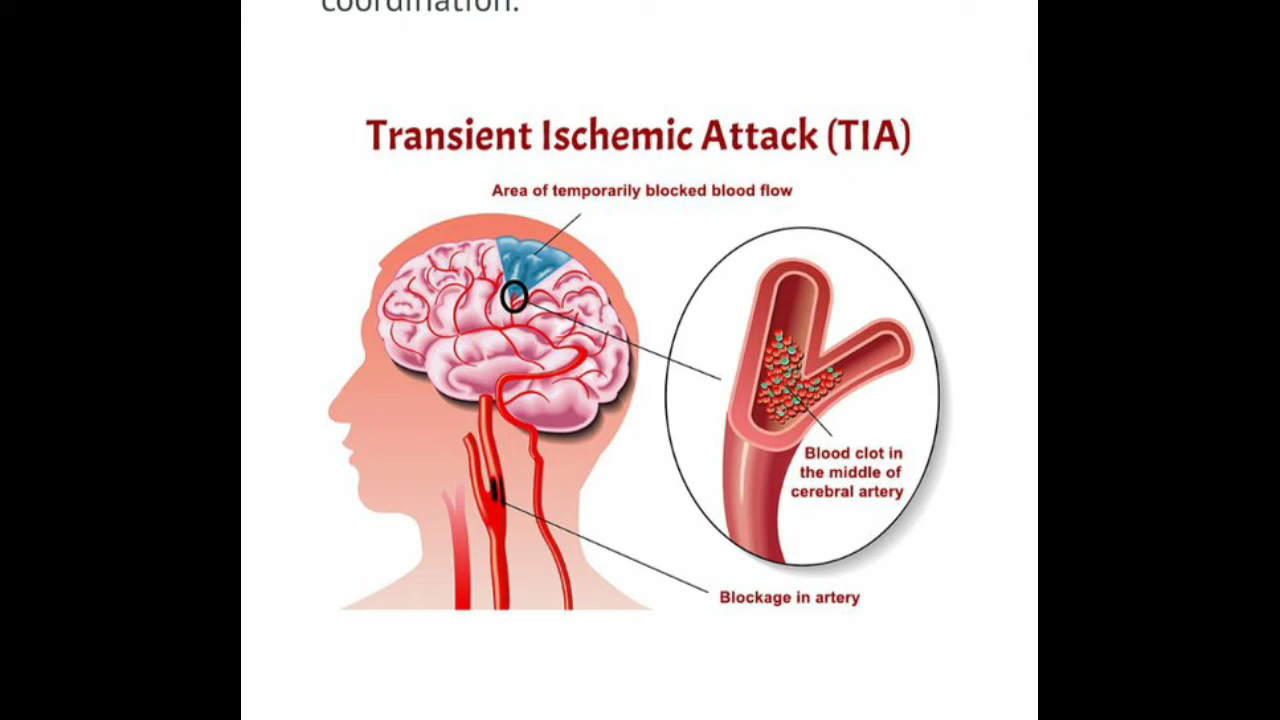 coordination.
Transient Ischemic Attack (TIA)
Area of temporarily blocked blood flow
Blood clot in
the middle of
cerebral artery
Blockage in artery